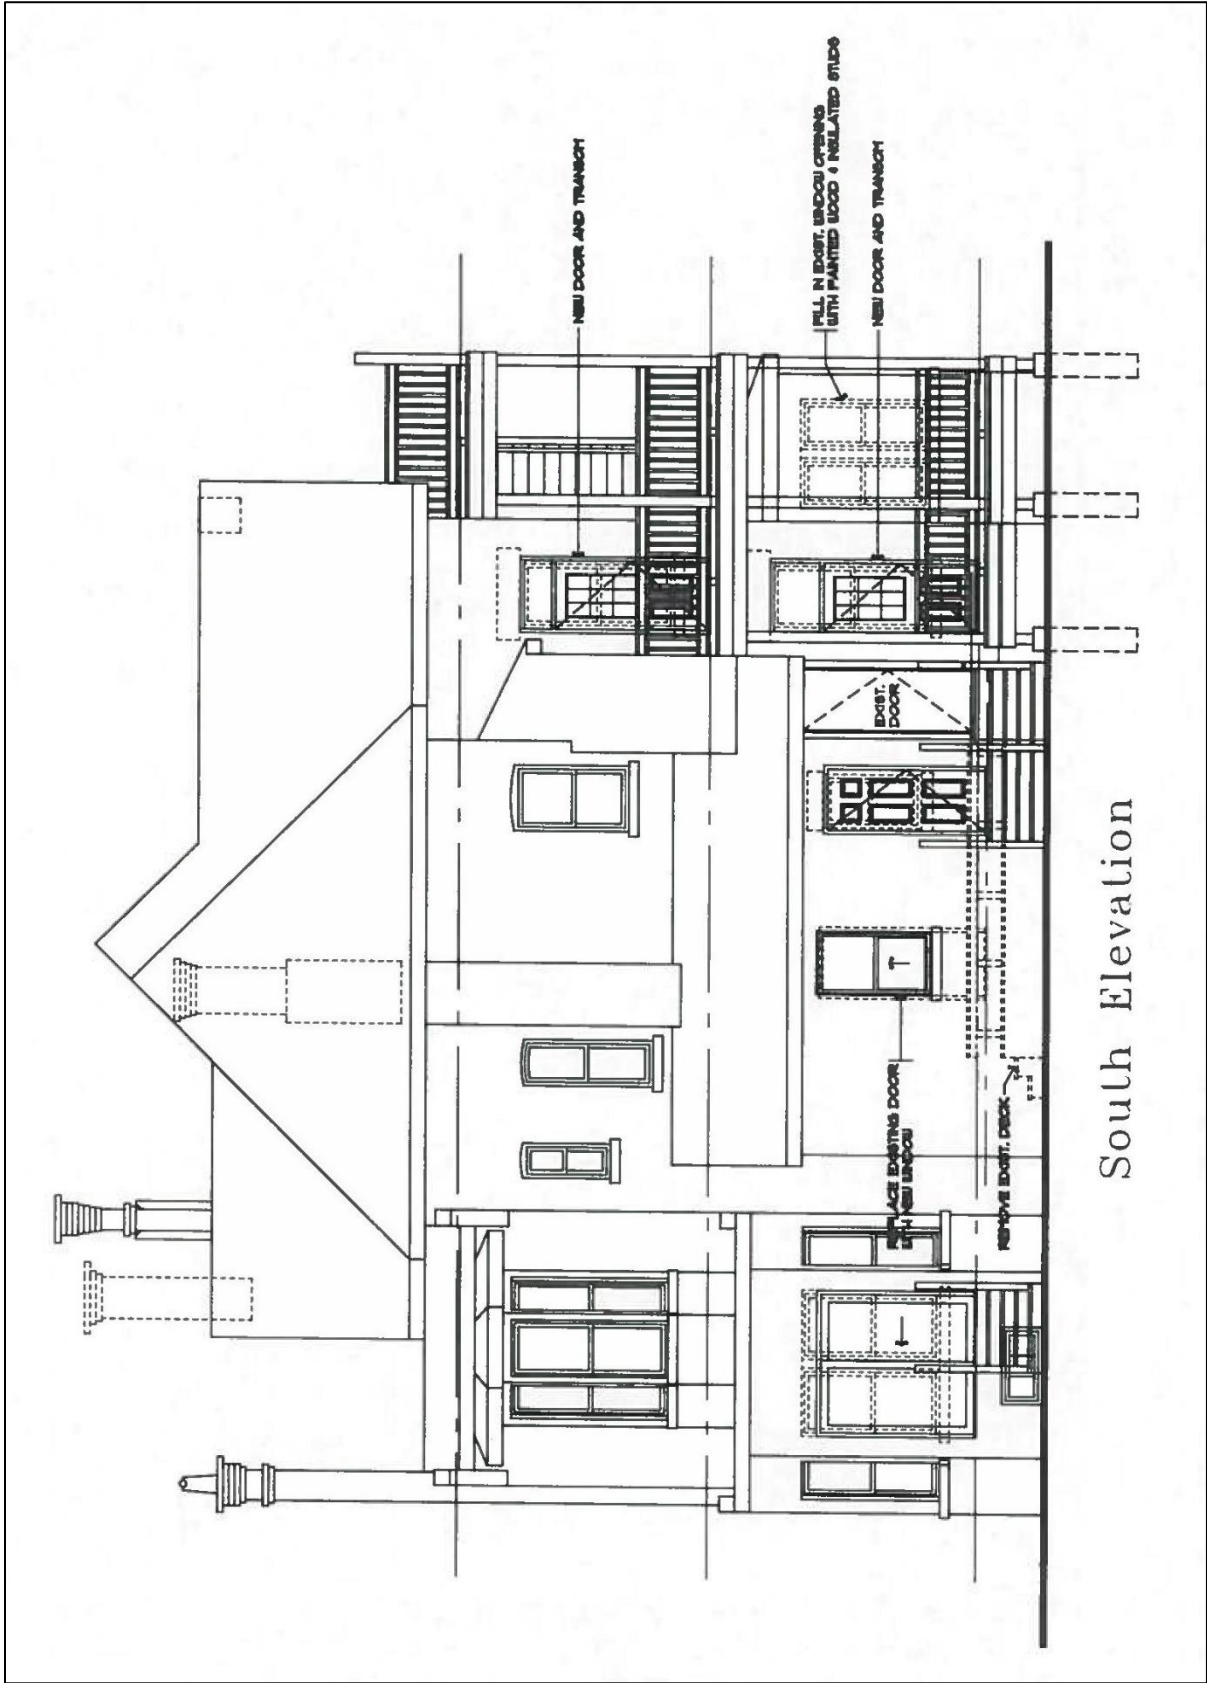 NEW DOOR AND TRANSOM
FILL IN EXIST. WINDOW OPENING
WITH PAINTED WOOD & INSULATED STUDS
NEW DOOR AND TRANSOM
EXIST.
DOOR
REPLACE EXISTING DOOR
WITH NEW WINDOW
REMOVE EXIST. DECK
South Elevation